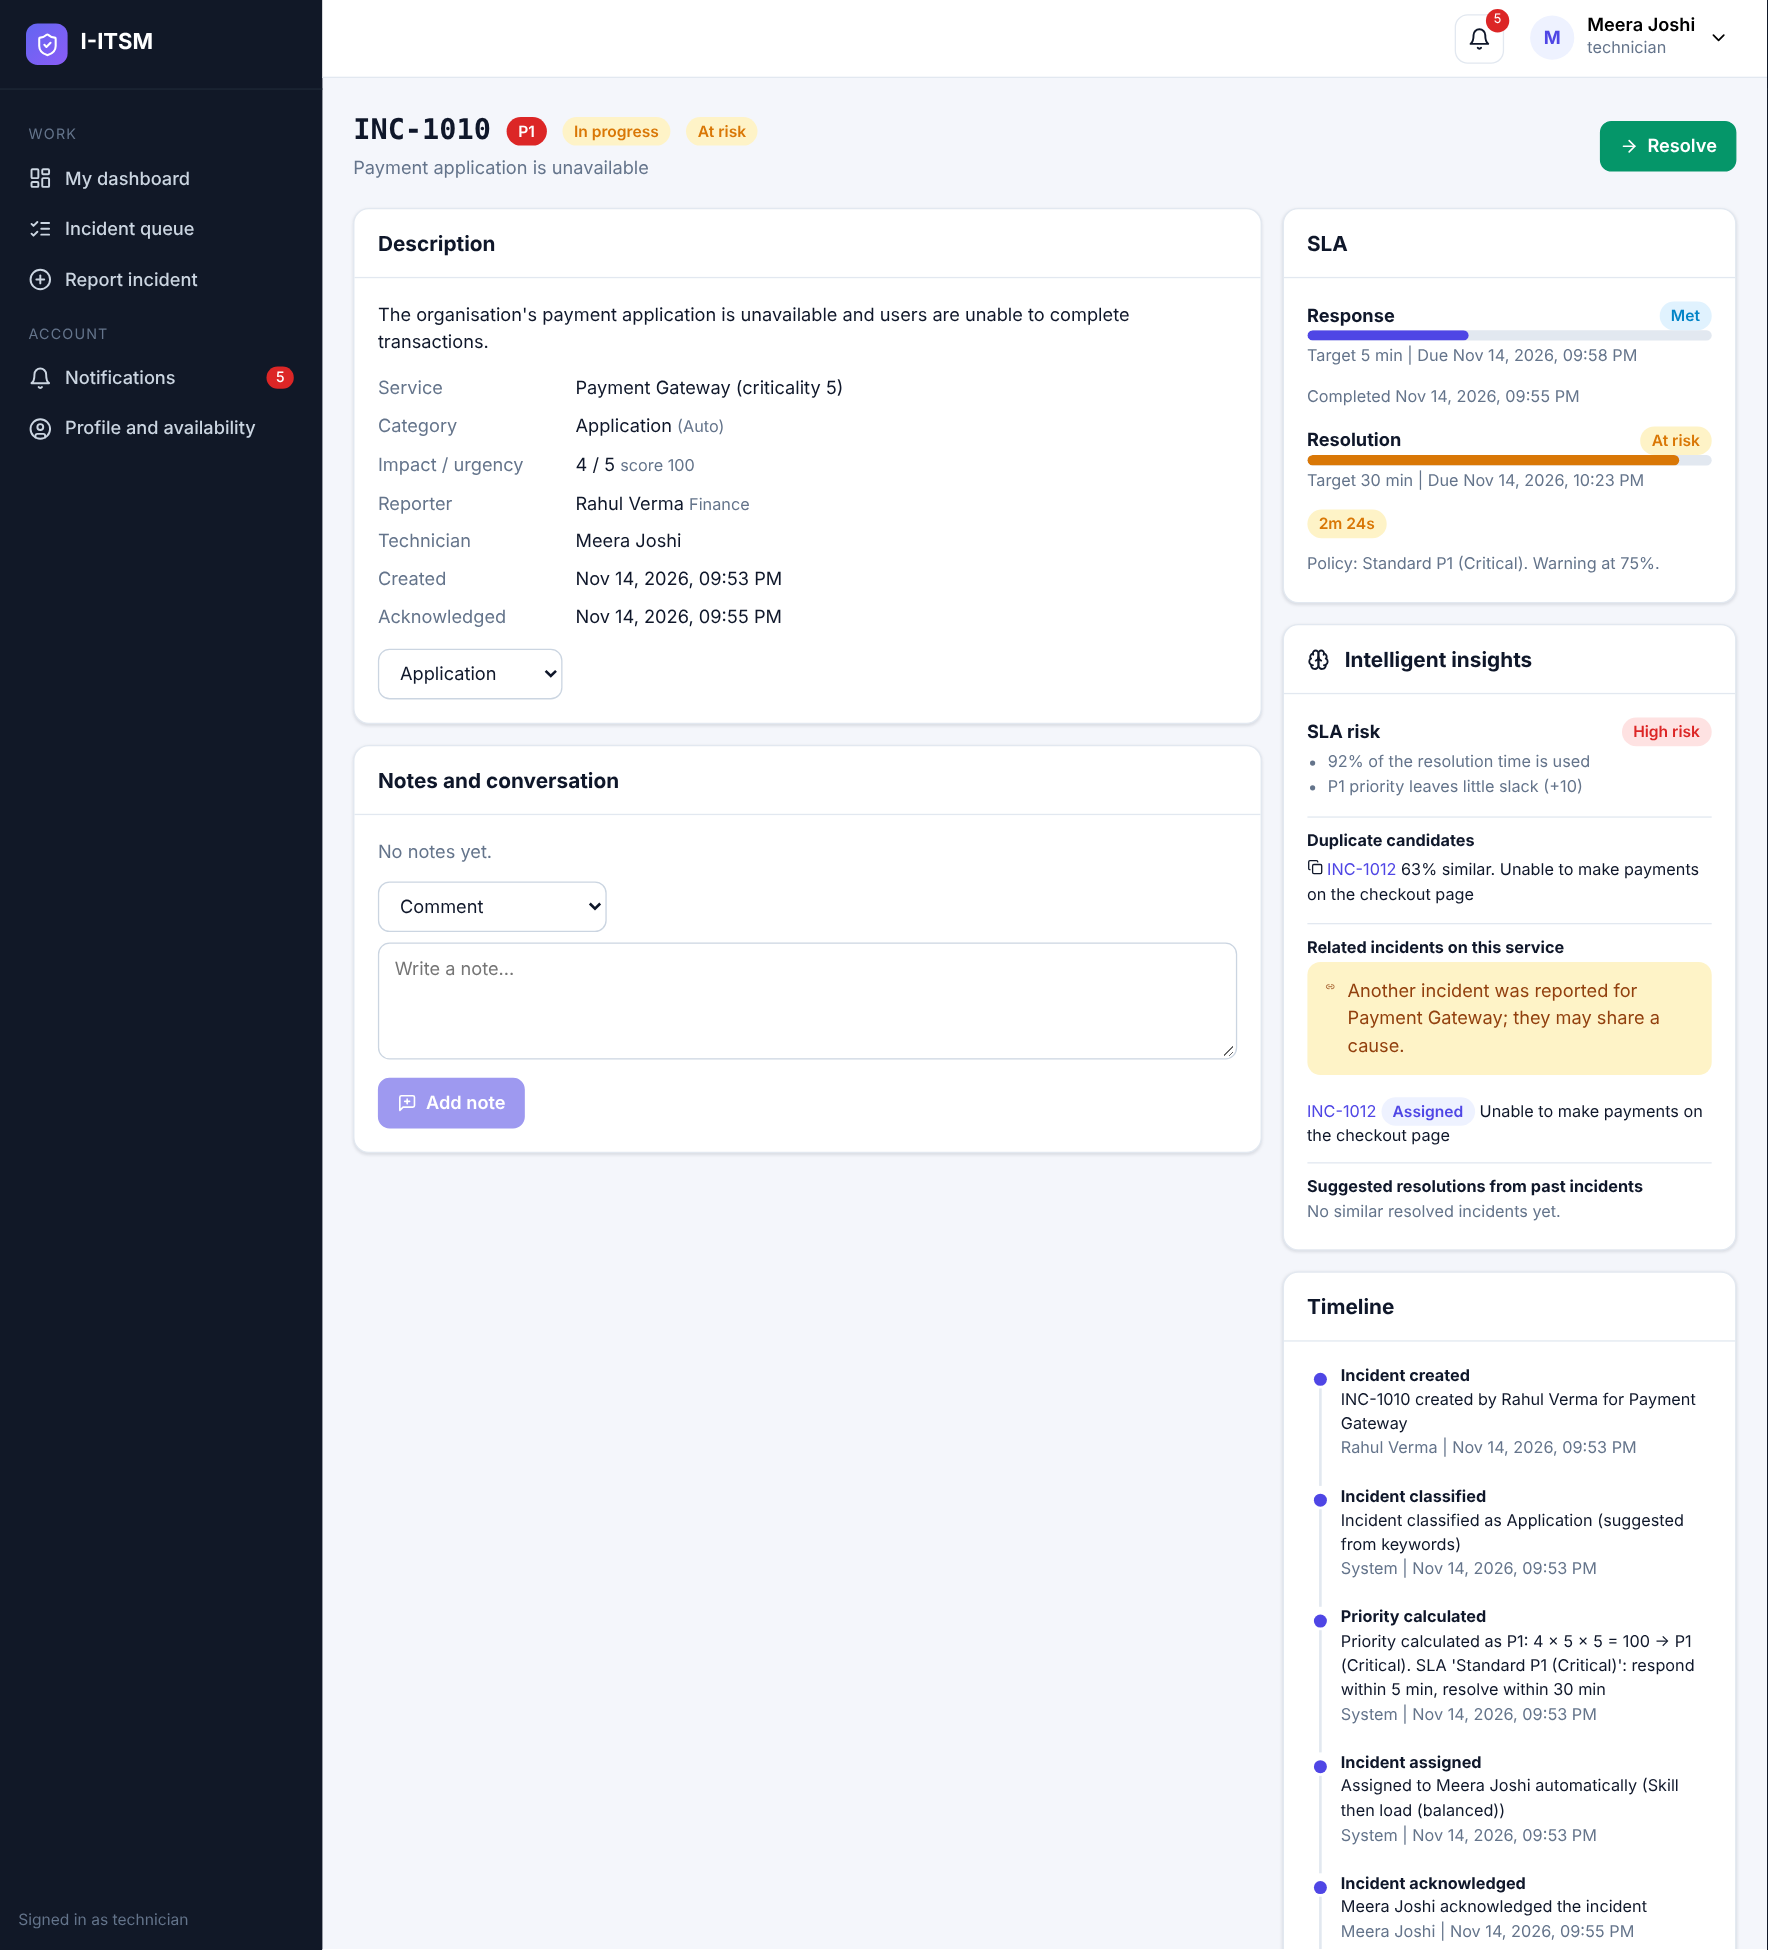 I-ITSM
WORK
My dashboard
Incident queue
Report incident
ACCOUNT
Notifications 5
Profile and availability
Signed in as technician
5
M
Meera Joshi
technician
INC-1010 P1 In progress At risk
Payment application is unavailable
Resolve
Description
The organisation's payment application is unavailable and users are unable to complete
transactions.
Service Payment Gateway (criticality 5)
Category Application (Auto)
Impact / urgency 4 / 5 score 100
Reporter Rahul Verma Finance
Technician Meera Joshi
Created Nov 14, 2026, 09:53 PM
Acknowledged Nov 14, 2026, 09:55 PM
Application
Notes and conversation
No notes yet.
Comment
Write a note...
Add note
SLA
Response Met
Target 5 min | Due Nov 14, 2026, 09:58 PM
Completed Nov 14, 2026, 09:55 PM
Resolution At risk
Target 30 min | Due Nov 14, 2026, 10:23 PM
2m 24s
Policy: Standard P1 (Critical). Warning at 75%.
Intelligent insights
SLA risk High risk
• 92% of the resolution time is used
• P1 priority leaves little slack (+10)
Duplicate candidates
INC-1012 63% similar. Unable to make payments
on the checkout page
Related incidents on this service
Another incident was reported for
Payment Gateway; they may share a
cause.
INC-1012 Assigned Unable to make payments on
the checkout page
Suggested resolutions from past incidents
No similar resolved incidents yet.
Timeline
Incident created
INC-1010 created by Rahul Verma for Payment
Gateway
Rahul Verma | Nov 14, 2026, 09:53 PM
Incident classified
Incident classified as Application (suggested
from keywords)
System | Nov 14, 2026, 09:53 PM
Priority calculated
Priority calculated as P1: 4 × 5 × 5 = 100 → P1
(Critical). SLA 'Standard P1 (Critical)': respond
within 5 min, resolve within 30 min
System | Nov 14, 2026, 09:53 PM
Incident assigned
Assigned to Meera Joshi automatically (Skill
then load (balanced))
System | Nov 14, 2026, 09:53 PM
Incident acknowledged
Meera Joshi acknowledged the incident
Meera Joshi | Nov 14, 2026, 09:55 PM